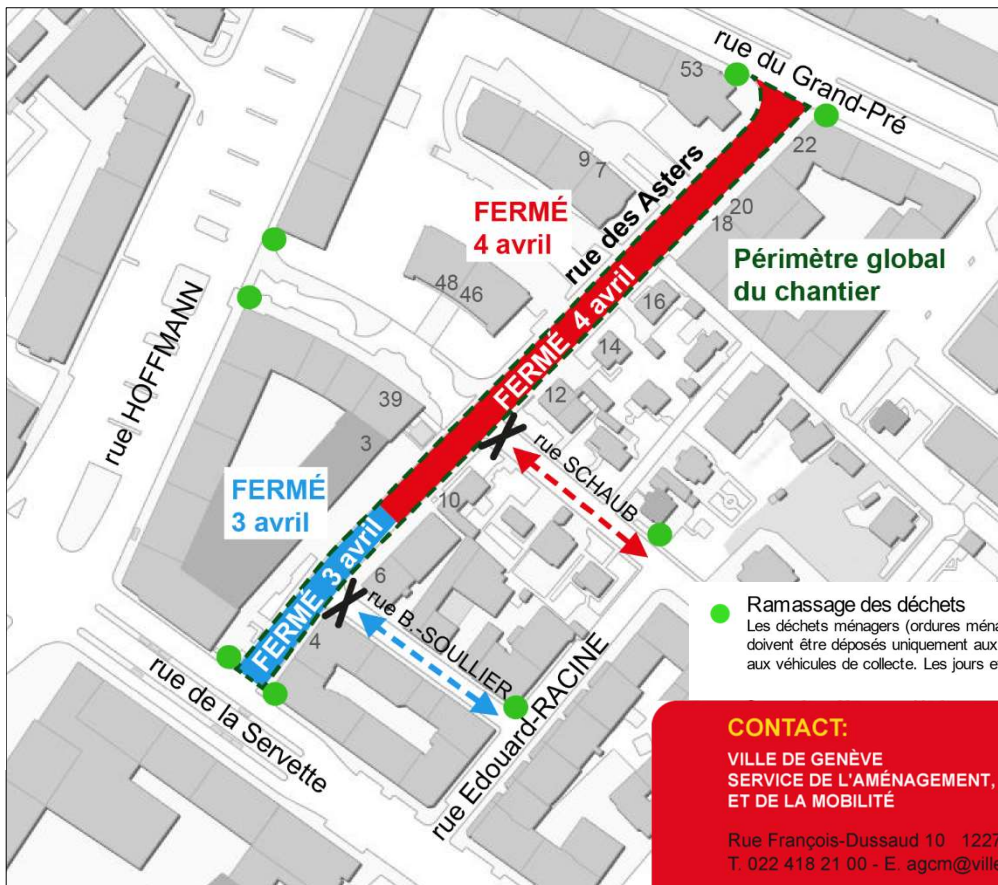 rue du Grand-Pré
53
22
9
7
rue des Asters
20
18
FERMÉ
4 avril
Périmètre global
du chantier
48
46
16
FERMÉ 4 avril
14
rue HOFFMANN
12
39
3
rue SCHAUB
FERMÉ
3 avril
10
FERMÉ 3 avril
6
rue B.-SOULLIER
4
rue de la Servette
rue Edouard-RACINE
Ramassage des déchets
Les déchets ménagers (ordures ména
doivent être déposés uniquement aux
aux véhicules de collecte. Les jours e
CONTACT:
VILLE DE GENÈVE
SERVICE DE L'AMÉNAGEMENT,
ET DE LA MOBILITÉ
Rue François-Dussaud 10 1227
T. 022 418 21 00 - E. agcm@ville